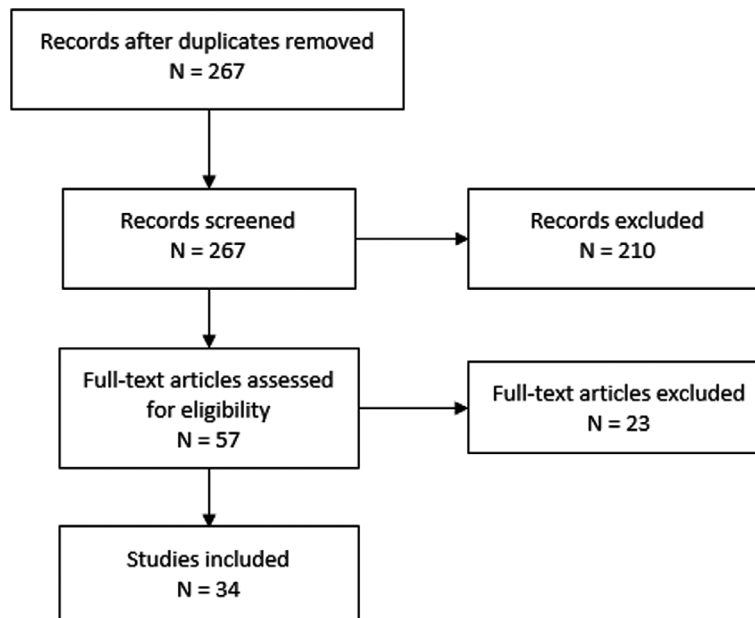 Records after duplicates removed
N = 267
Records screened
N = 267
Records excluded
N = 210
Full-text articles assessed
for eligibility
N = 57
Full-text articles excluded
N = 23
Studies included
N = 34